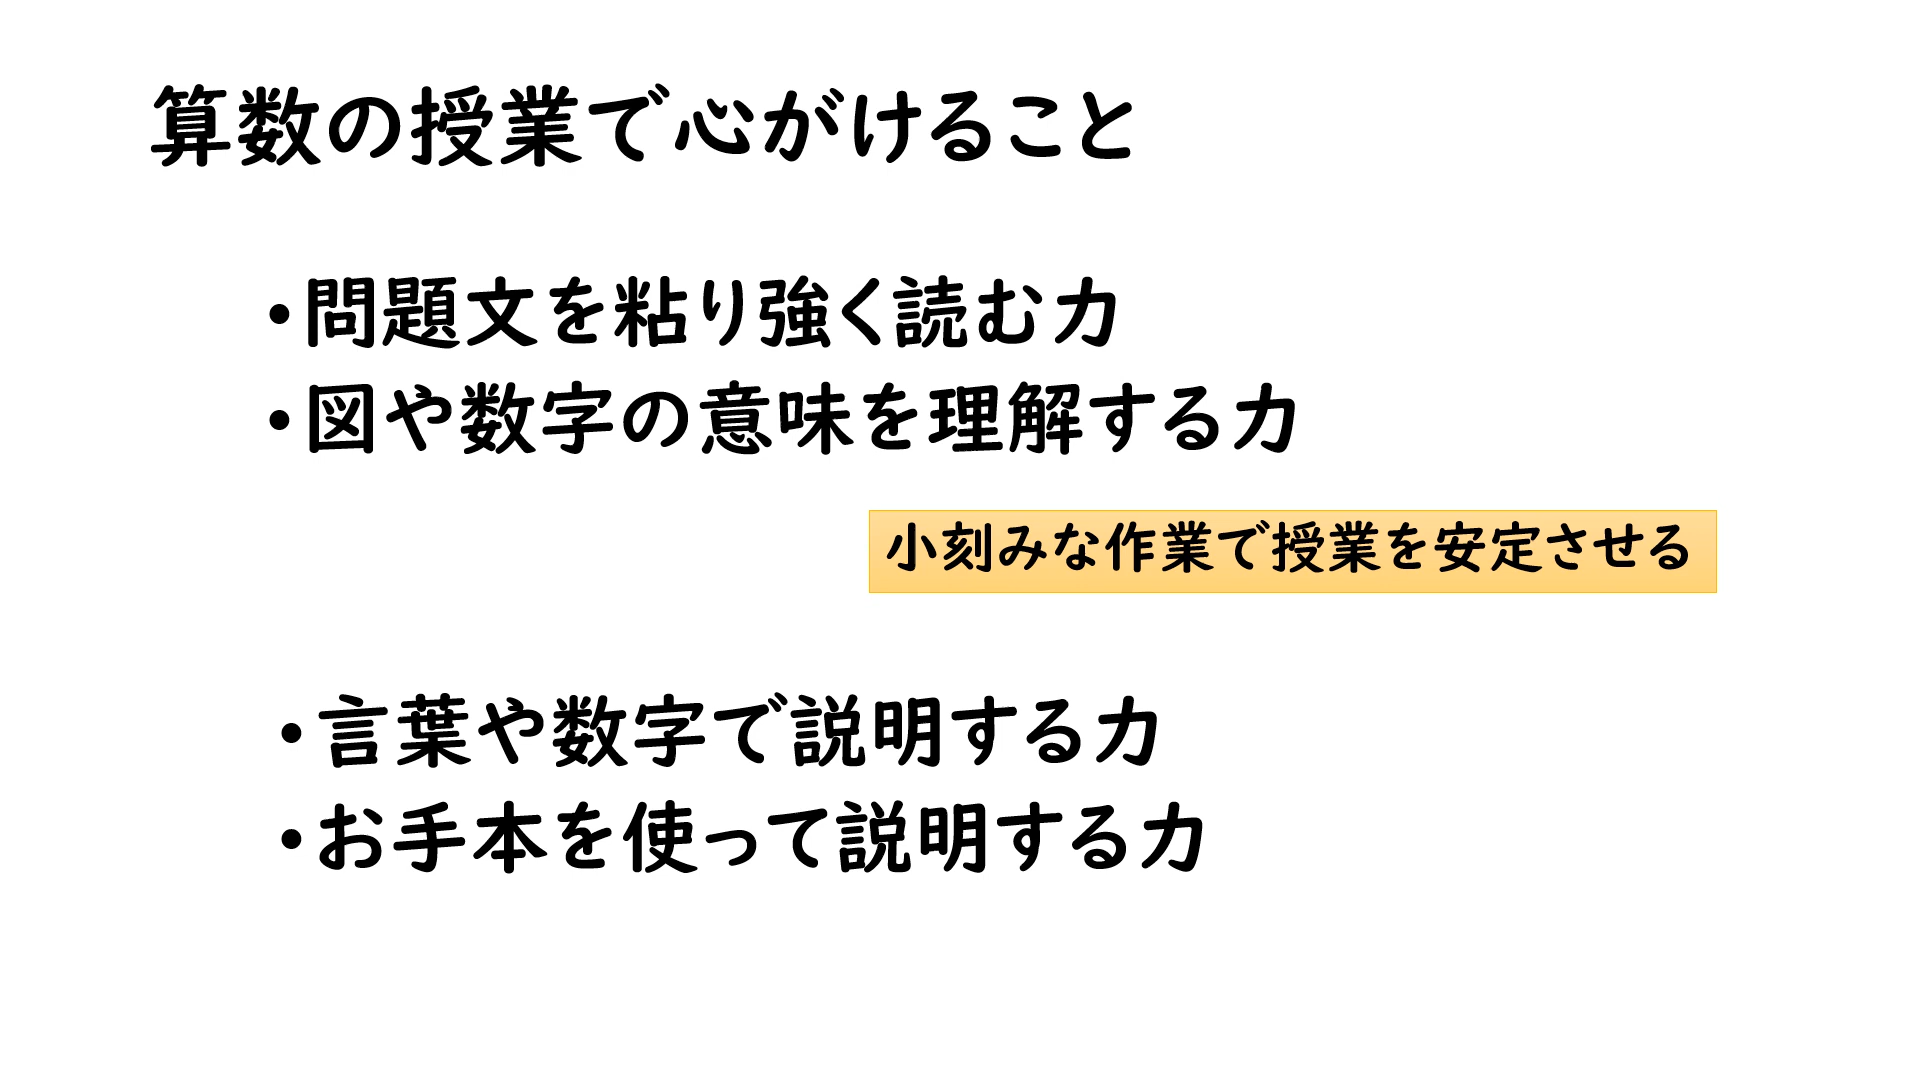 算数の授業で心がけること
•問題文を粘り強く読む力
•図や数字の意味を理解する力
小刻みな作業で授業を安定させる
•言葉や数字で説明する力
•お手本を使って説明する力